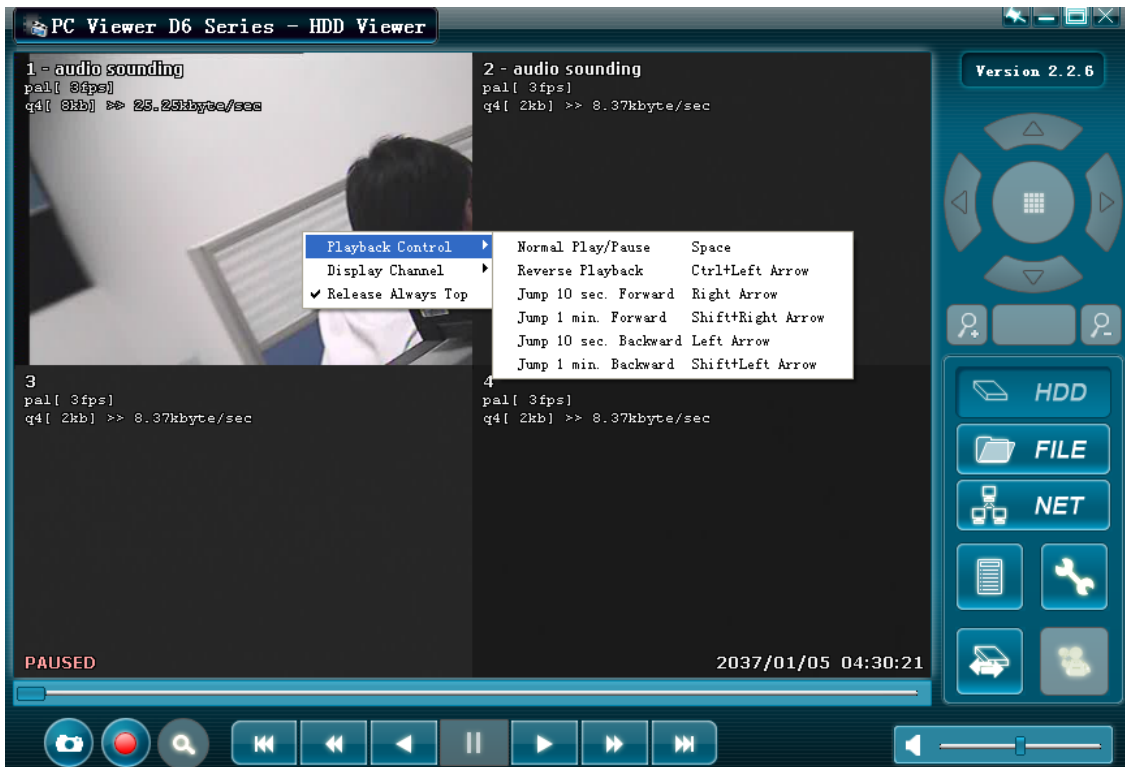 PC Viewer D6 Series - HDD Viewer
Version 2.2.6
1 - audio sounding
pal[ 3fps]
q4[ 8kb] >> 25.25kbyte/sec
2 - audio sounding
pal[ 3fps]
q4[ 2kb] >> 8.37kbyte/sec
Playback Control
Display Channel
Release Always Top
Normal Play/Pause Space
Reverse Playback Ctrl+Left Arrow
Jump 10 sec. Forward Right Arrow
Jump 1 min. Forward Shift+Right Arrow
Jump 10 sec. Backward Left Arrow
Jump 1 min. Backward Shift+Left Arrow
3
pal[ 3fps]
q4[ 2kb] >> 8.37kbyte/sec
4
pal[ 3fps]
q4[ 2kb] >> 8.37kbyte/sec
HDD
FILE
NET
PAUSED
2037/01/05 04:30:21